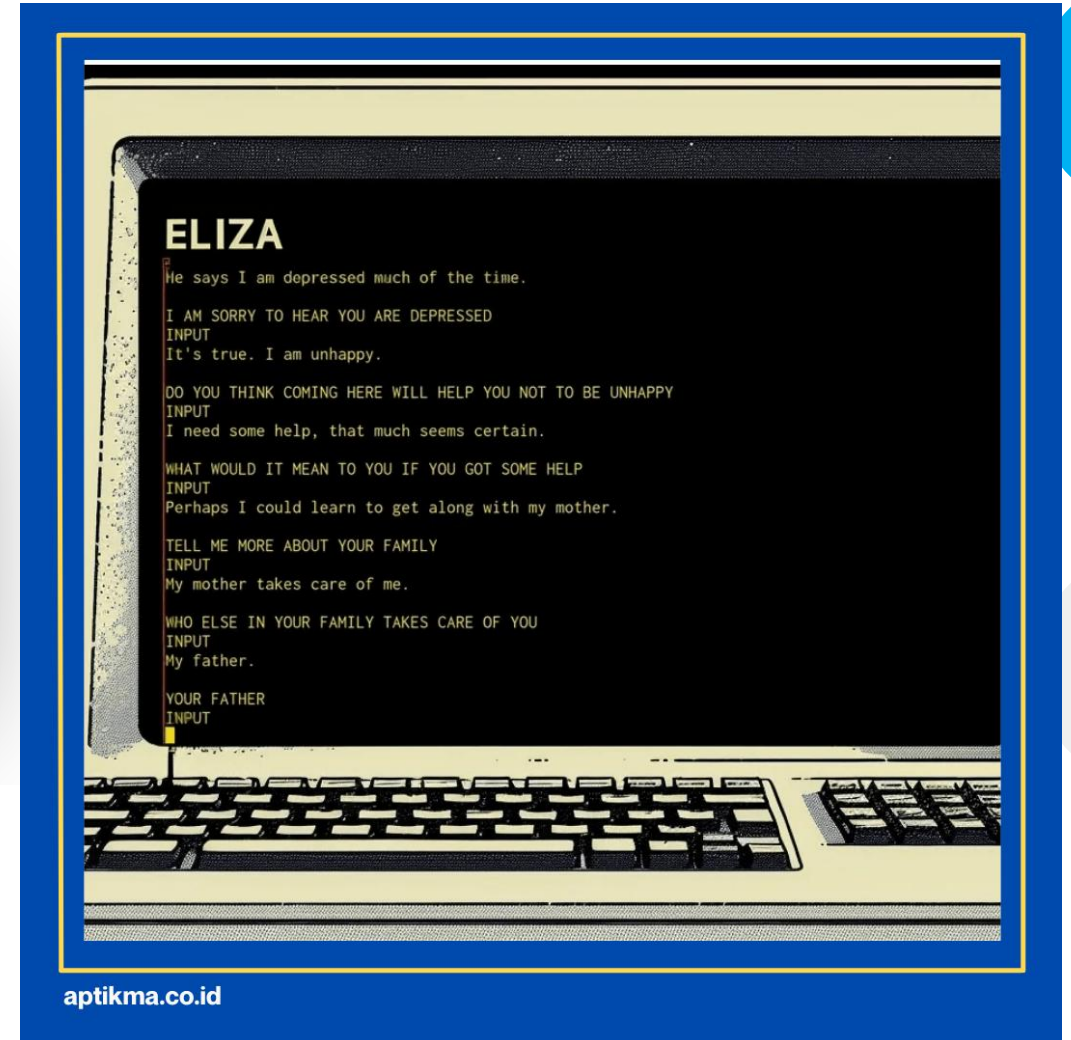 ELIZA
He says I am depressed much of the time.
I AM SORRY TO HEAR YOU ARE DEPRESSED
INPUT
It's true. I am unhappy.
DO YOU THINK COMING HERE WILL HELP YOU NOT TO BE UNHAPPY
INPUT
I need some help, that much seems certain.
WHAT WOULD IT MEAN TO YOU IF YOU GOT SOME HELP
INPUT
Perhaps I could learn to get along with my mother.
TELL ME MORE ABOUT YOUR FAMILY
INPUT
My mother takes care of me.
WHO ELSE IN YOUR FAMILY TAKES CARE OF YOU
INPUT
My father.
YOUR FATHER
INPUT
aptikma.co.id